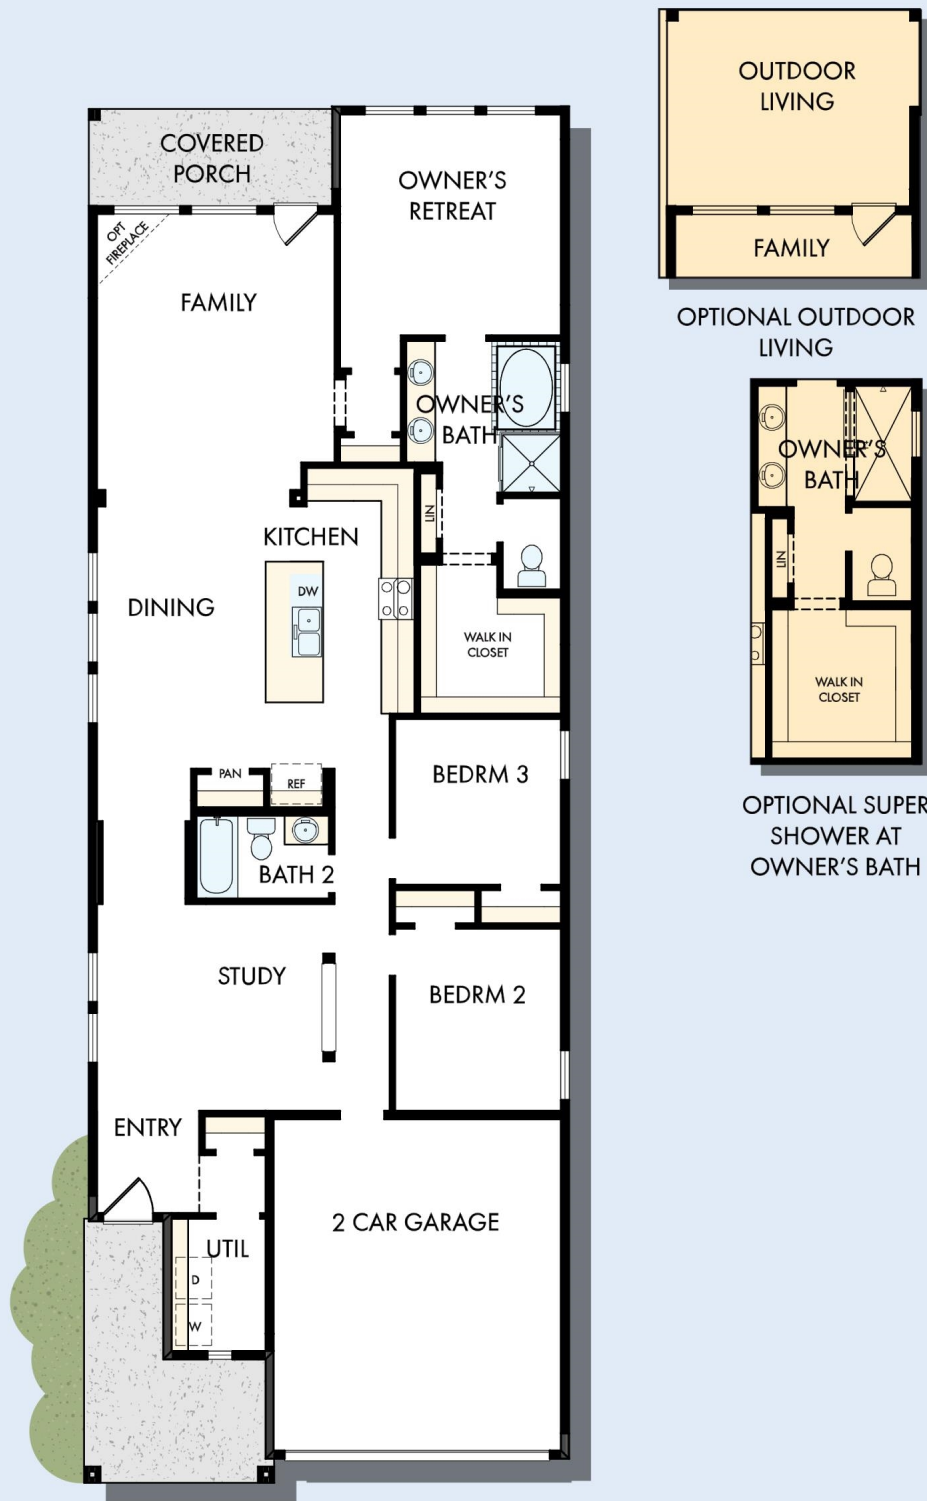 COVERED
PORCH
OWNER'S
RETREAT
OPT
FIREPLACE
FAMILY
OWNER'S
BATH
LIN
KITCHEN
DW
DINING
WALK IN
CLOSET
PAN
REF
BEDRM 3
BATH 2
STUDY
BEDRM 2
ENTRY
2 CAR GARAGE
UTIL
D
W
OUTDOOR
LIVING
FAMILY
OPTIONAL OUTDOOR
LIVING
OWNER'S
BATH
LIN
WALK IN
CLOSET
OPTIONAL SUPER
SHOWER AT
OWNER'S BATH